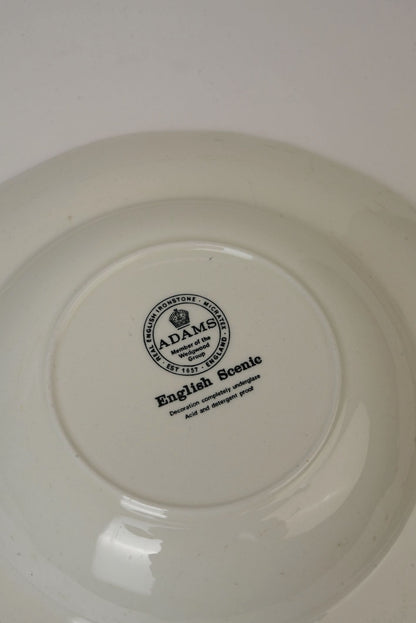 REAL ENGLISH IRONSTONE · MICRATEX · ENGLAND · EST 1657 ·
ADAMS
Member of the
Wedgwood
Group
English Scenic
Decoration completely underglaze
Acid and detergent proof